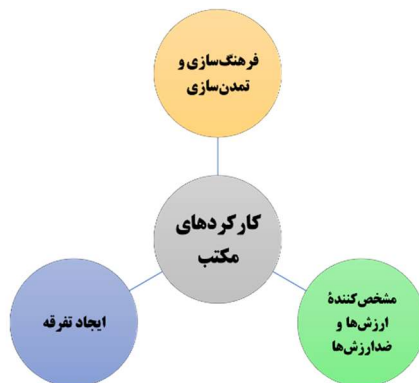 فرهنگ‌سازی و
تمدن‌سازی
کارکردهای
مکتب
مشخص‌کنندهٔ
ارزش‌ها و
ضدارزش‌ها
ایجاد تفرقه